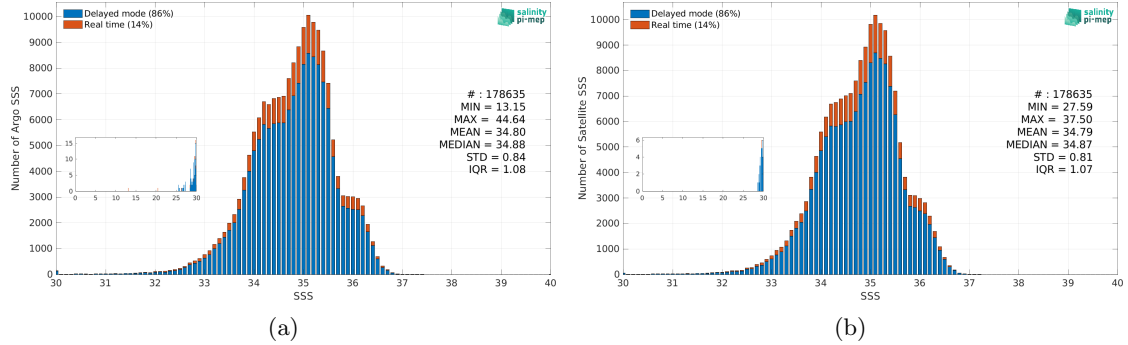 Delayed mode (86%)
Real time (14%)
salinity
pi-mep
Number of Argo SSS
10000
9000
8000
7000
6000
5000
4000
3000
2000
1000
0
# : 178635
MIN = 13.15
MAX = 44.64
MEAN = 34.80
MEDIAN = 34.88
STD = 0.84
IQR = 1.08
15
10
5
0
0 5 10 15 20 25 30
30 31 32 33 34 35 36 37 38 39 40
SSS
(a)
Delayed mode (86%)
Real time (14%)
salinity
pi-mep
Number of Satellite SSS
10000
9000
8000
7000
6000
5000
4000
3000
2000
1000
0
# : 178635
MIN = 27.59
MAX = 37.50
MEAN = 34.79
MEDIAN = 34.87
STD = 0.81
IQR = 1.07
6
4
2
0
0 5 10 15 20 25 30
30 31 32 33 34 35 36 37 38 39 40
SSS
(b)